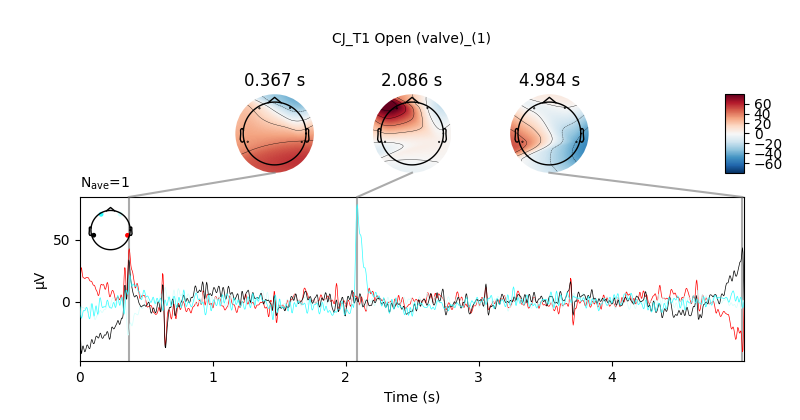 CJ_T1 Open (valve)_(1)
0.367 s 2.086 s 4.984 s
60
40
20
0
−20
−40
−60
Nave=1
50
0
µV
0 1 2 3 4
Time (s)